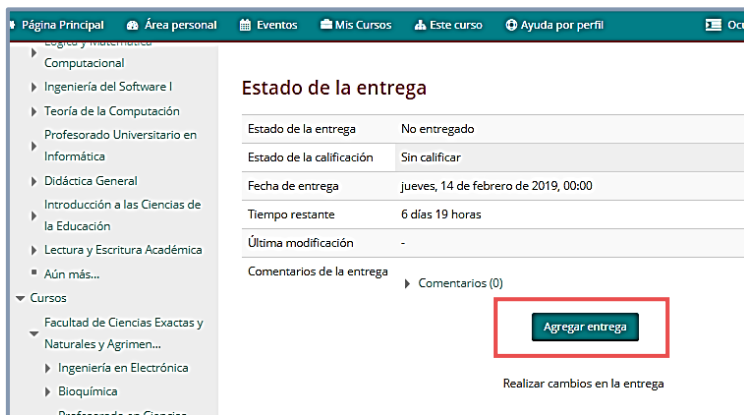 Página Principal Área personal Eventos Mis Cursos Este curso Ayuda por perfil
Lógica y Matemática
Computacional
Ingeniería del Software I
Teoría de la Computación
Profesorado Universitario en
Informática
Didáctica General
Introducción a las Ciencias de
la Educación
Lectura y Escritura Académica
Aún más...
Cursos
Facultad de Ciencias Exactas y
Naturales y Agrimen...
Ingeniería en Electrónica
Bioquímica
Estado de la entrega
Estado de la entrega No entregado
Estado de la calificación Sin calificar
Fecha de entrega jueves, 14 de febrero de 2019, 00:00
Tiempo restante 6 días 19 horas
Última modificación -
Comentarios de la entrega
Comentarios (0)
Agregar entrega
Realizar cambios en la entrega